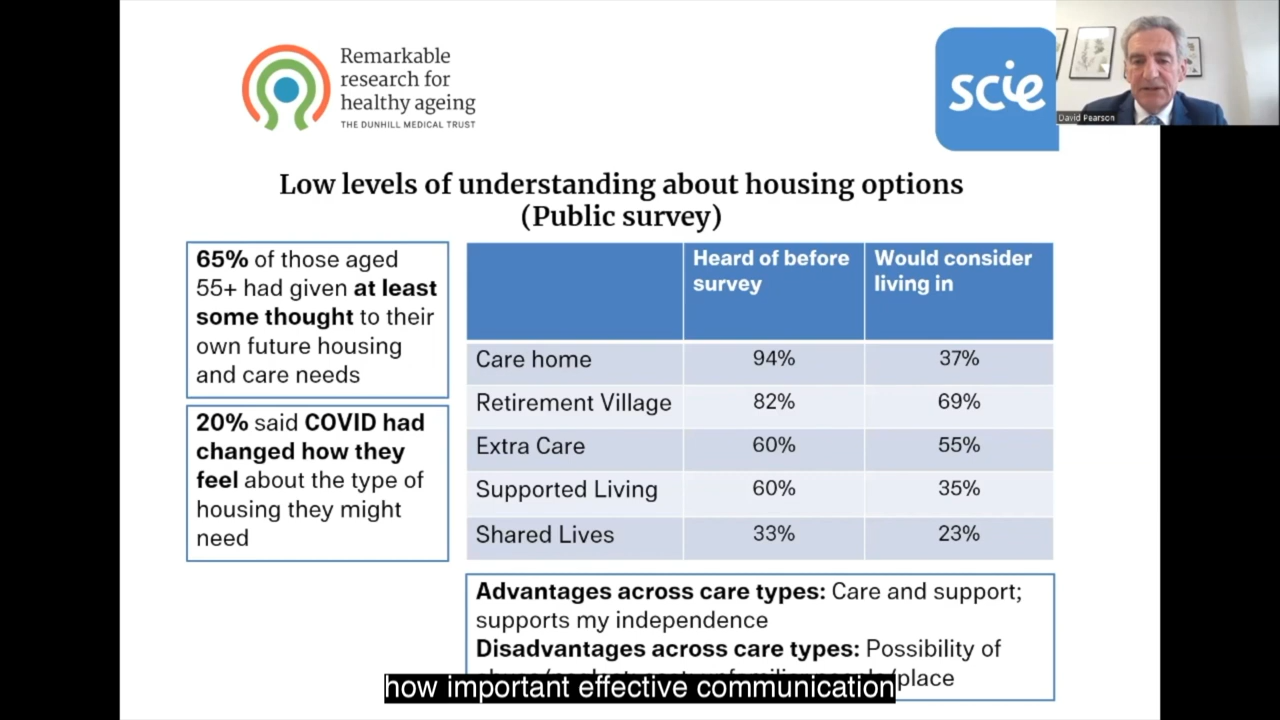 Remarkable
research for
healthy ageing
THE DUNHILL MEDICAL TRUST
scie
David Pearson
Low levels of understanding about housing options
(Public survey)
65% of those aged
55+ had given at least
some thought to their
own future housing
and care needs
20% said COVID had
changed how they
feel about the type of
housing they might
need
Heard of before survey
Would consider living in
Care home 94% 37%
Retirement Village 82% 69%
Extra Care 60% 55%
Supported Living 60% 35%
Shared Lives 33% 23%
Advantages across care types: Care and support;
supports my independence
Disadvantages across care types: Possibility of
/place
how important effective communication